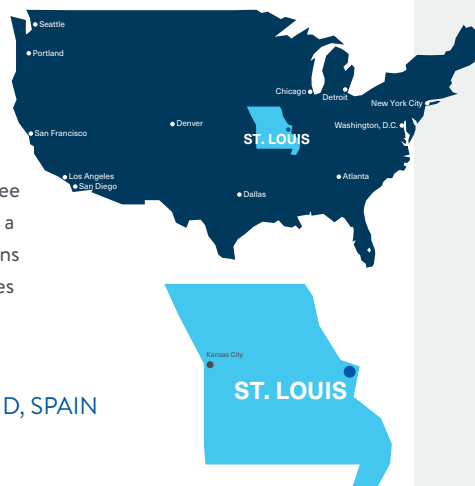 Seattle
Portland
Chicago
Detroit
New York City
Denver
San Francisco
ST. LOUIS
Washington, D.C.
Los Angeles
San Diego
Atlanta
Dallas
ee
a
ns
es
Kansas City
ST. LOUIS
D, SPAIN